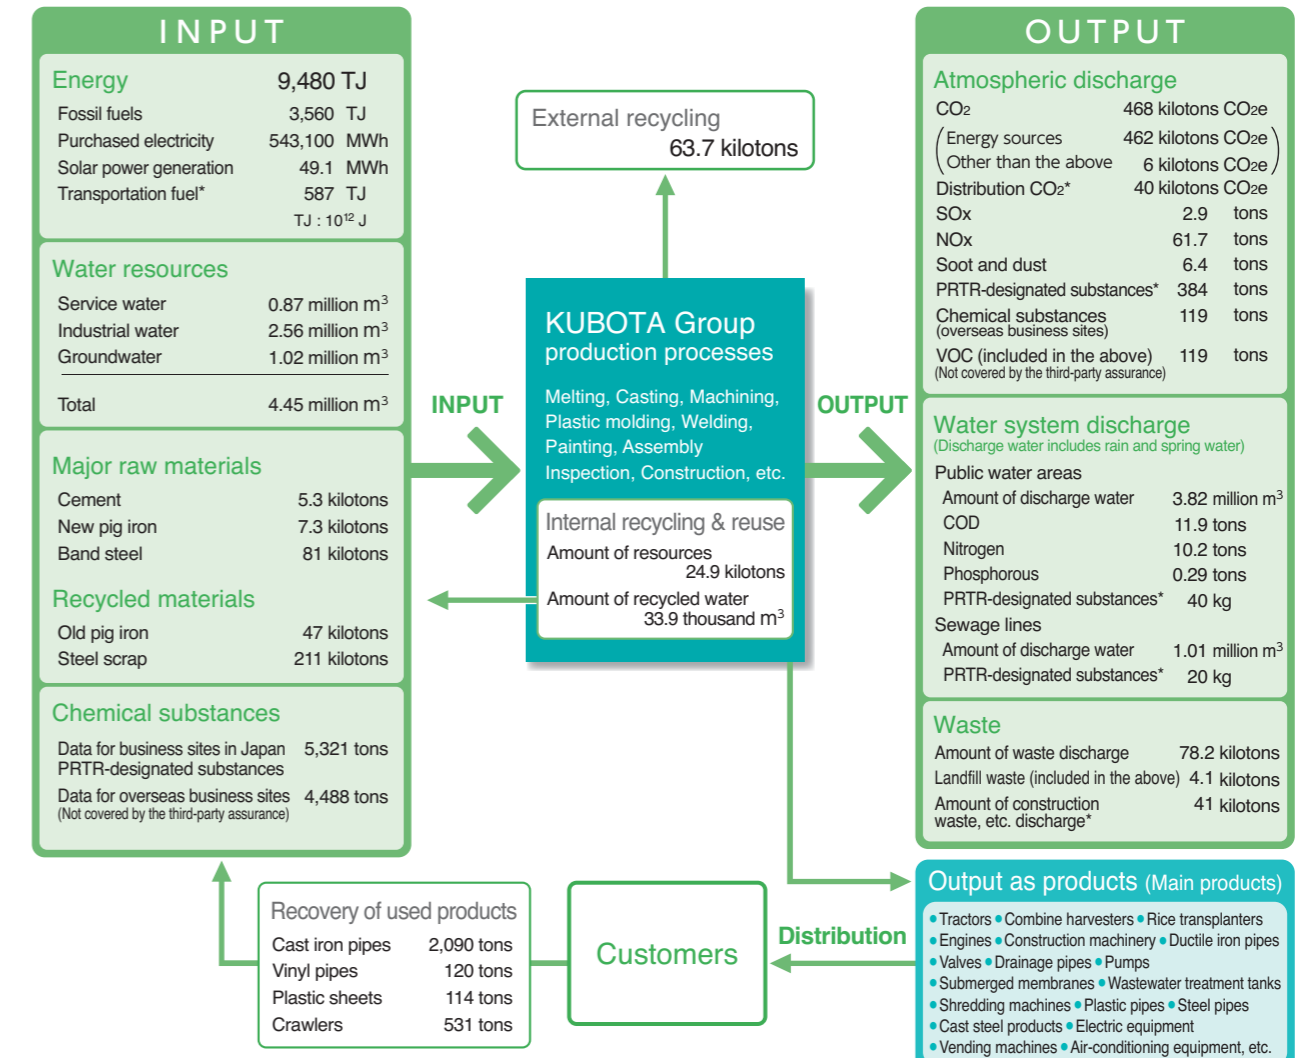 INPUT
Energy 9,480 TJ
Fossil fuels 3,560 TJ
Purchased electricity 543,100 MWh
Solar power generation 49.1 MWh
Transportation fuel* 587 TJ
TJ : 10¹² J
Water resources
Service water 0.87 million m³
Industrial water 2.56 million m³
Groundwater 1.02 million m³
Total 4.45 million m³
Major raw materials
Cement 5.3 kilotons
New pig iron 7.3 kilotons
Band steel 81 kilotons
Recycled materials
Old pig iron 47 kilotons
Steel scrap 211 kilotons
Chemical substances
Data for business sites in Japan 5,321 tons
PRTR-designated substances
Data for overseas business sites 4,488 tons
(Not covered by the third-party assurance)
INPUT
External recycling
63.7 kilotons
KUBOTA Group
production processes
Melting, Casting, Machining,
Plastic molding, Welding,
Painting, Assembly
Inspection, Construction, etc.
Internal recycling & reuse
Amount of resources
24.9 kilotons
Amount of recycled water
33.9 thousand m³
OUTPUT
OUTPUT
Atmospheric discharge
CO2 468 kilotons CO2e
(Energy sources 462 kilotons CO2e
Other than the above 6 kilotons CO2e)
Distribution CO2* 40 kilotons CO2e
SOx 2.9 tons
NOx 61.7 tons
Soot and dust 6.4 tons
PRTR-designated substances* 384 tons
Chemical substances 119 tons
(overseas business sites)
VOC (included in the above) 119 tons
(Not covered by the third-party assurance)
Water system discharge
(Discharge water includes rain and spring water)
Public water areas
Amount of discharge water 3.82 million m³
COD 11.9 tons
Nitrogen 10.2 tons
Phosphorous 0.29 tons
PRTR-designated substances* 40 kg
Sewage lines
Amount of discharge water 1.01 million m³
PRTR-designated substances* 20 kg
Waste
Amount of waste discharge 78.2 kilotons
Landfill waste (included in the above) 4.1 kilotons
Amount of construction 41 kilotons
waste, etc. discharge*
Output as products (Main products)
• Tractors • Combine harvesters • Rice transplanters
• Engines • Construction machinery • Ductile iron pipes
• Valves • Drainage pipes • Pumps
• Submerged membranes • Wastewater treatment tanks
• Shredding machines • Plastic pipes • Steel pipes
• Cast steel products • Electric equipment
• Vending machines • Air-conditioning equipment, etc.
Distribution
Customers
Recovery of used products
Cast iron pipes 2,090 tons
Vinyl pipes 120 tons
Plastic sheets 114 tons
Crawlers 531 tons